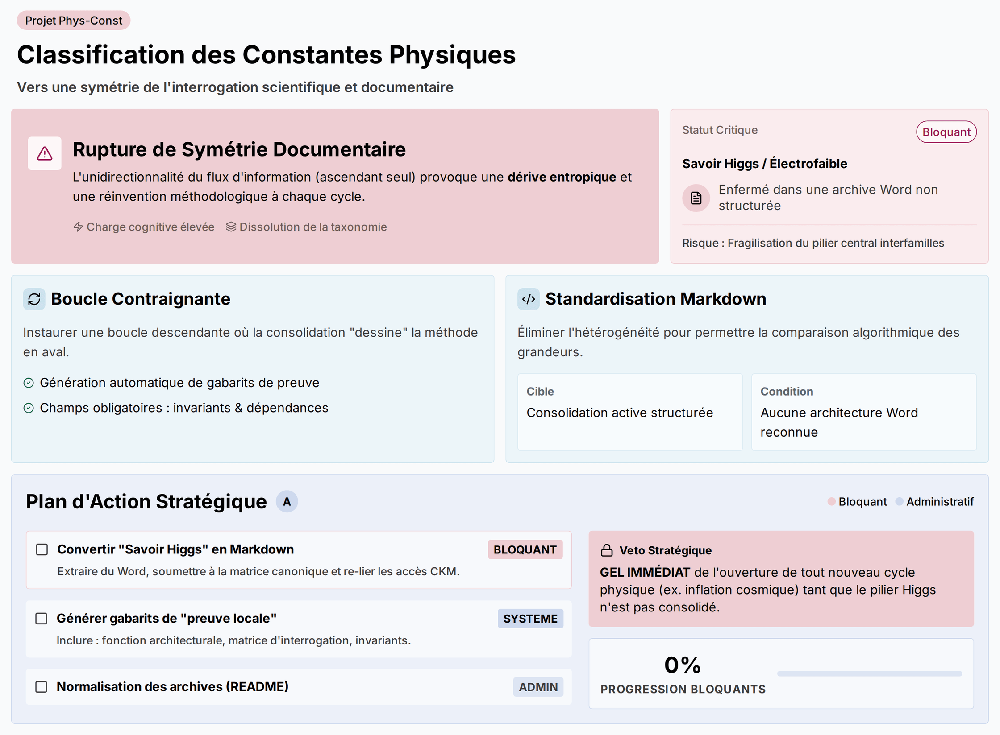 Projet Phys-Const
Classification des Constantes Physiques
Vers une symétrie de l'interrogation scientifique et documentaire
Rupture de Symétrie Documentaire
L'unidirectionnalité du flux d'information (ascendant seul) provoque une dérive entropique et
une réinvention méthodologique à chaque cycle.
Charge cognitive élevée
Dissolution de la taxonomie
Statut Critique
Bloquant
Savoir Higgs / Électrofaible
Enfermé dans une archive Word non
structurée
Risque : Fragilisation du pilier central interfamilles
Boucle Contraignante
Instaurer une boucle descendante où la consolidation "dessine" la méthode
en aval.
Génération automatique de gabarits de preuve
Champs obligatoires : invariants & dépendances
Standardisation Markdown
Éliminer l'hétérogénéité pour permettre la comparaison algorithmique des
grandeurs.
Cible
Consolidation active structurée
Condition
Aucune architecture Word
reconnue
Plan d'Action Stratégique
A
Bloquant
Administratif
Convertir "Savoir Higgs" en Markdown
BLOQUANT
Extraire du Word, soumettre à la matrice canonique et re-lier les accès CKM.
Générer gabarits de "preuve locale"
SYSTEME
Inclure : fonction architecturale, matrice d'interrogation, invariants.
Normalisation des archives (README)
ADMIN
Veto Stratégique
GEL IMMÉDIAT de l'ouverture de tout nouveau cycle
physique (ex. inflation cosmique) tant que le pilier Higgs
n'est pas consolidé.
0%
PROGRESSION BLOQUANTS